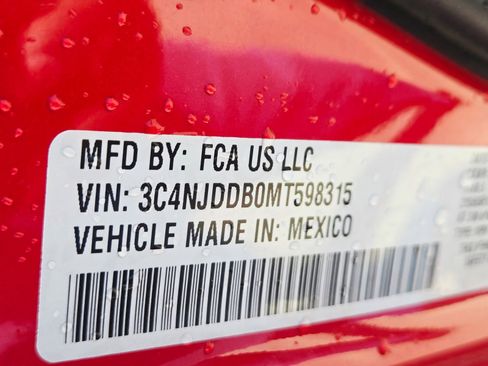 MFD BY: FCA US LLC
VIN: 3C4NJDDB0MT598315
VEHICLE MADE IN: MEXICO